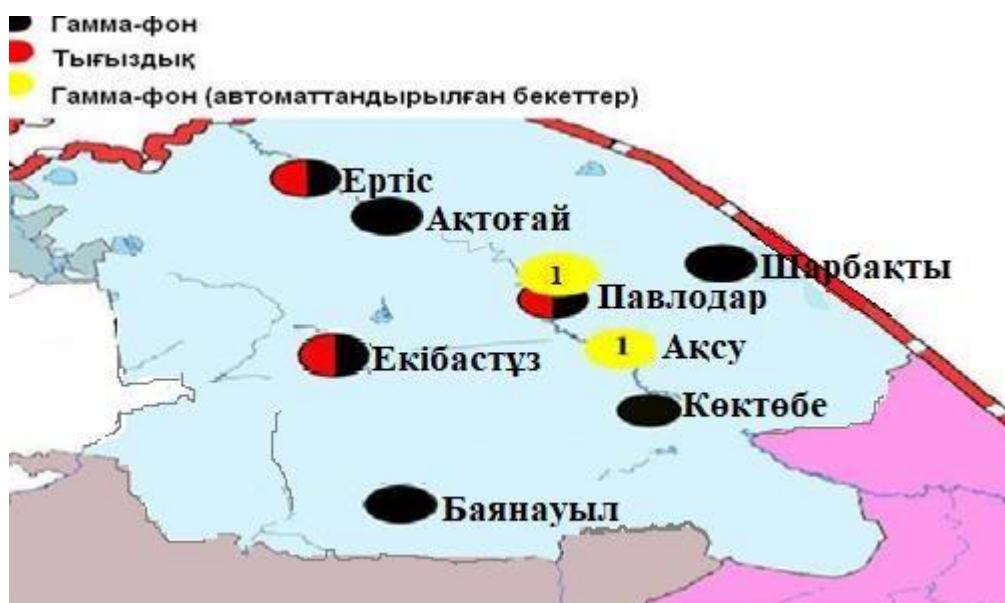 Гамма-фон
Тығыздық
Гамма-фон (автоматтандырылған бекеттер)
Ертіс
Ақтоғай
Шарбақты
1
Павлодар
1
Ақсу
Екібастұз
Көктөбе
Баянауыл